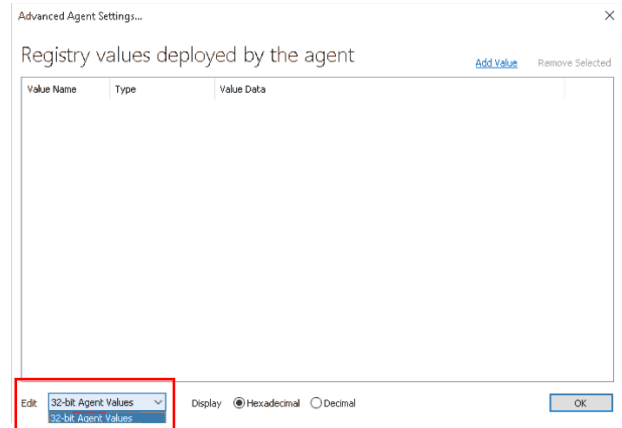 Advanced Agent Settings...
Registry values deployed by the agent
Add Value Remove Selected
Value Name Type Value Data
Edit 32-bit Agent Values Display Hexadecimal Decimal OK
32-bit Agent Values